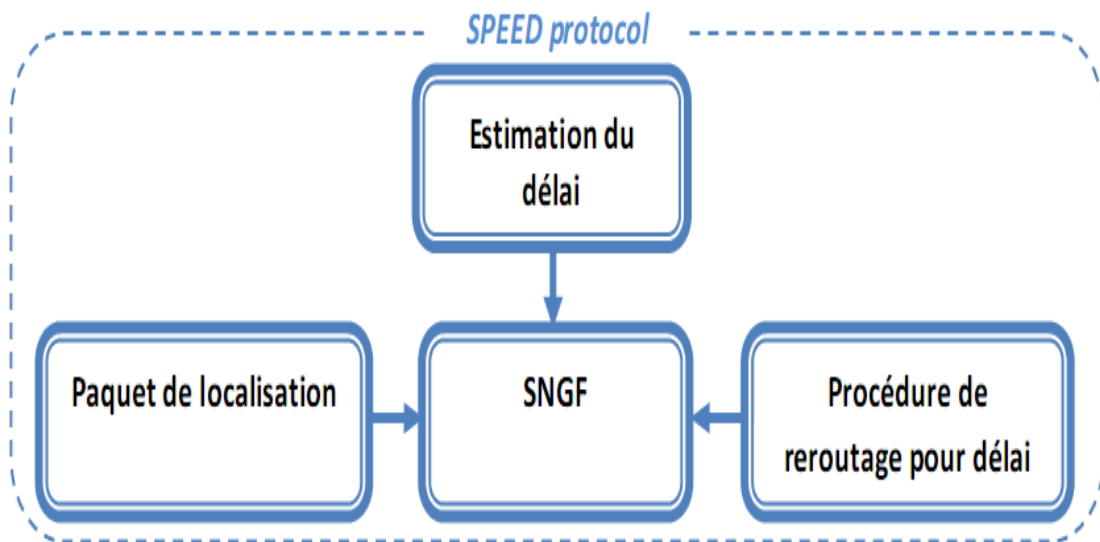 SPEED protocol
Estimation du
délai
Paquet de localisation
SNGF
Procédure de
reroutage pour délai